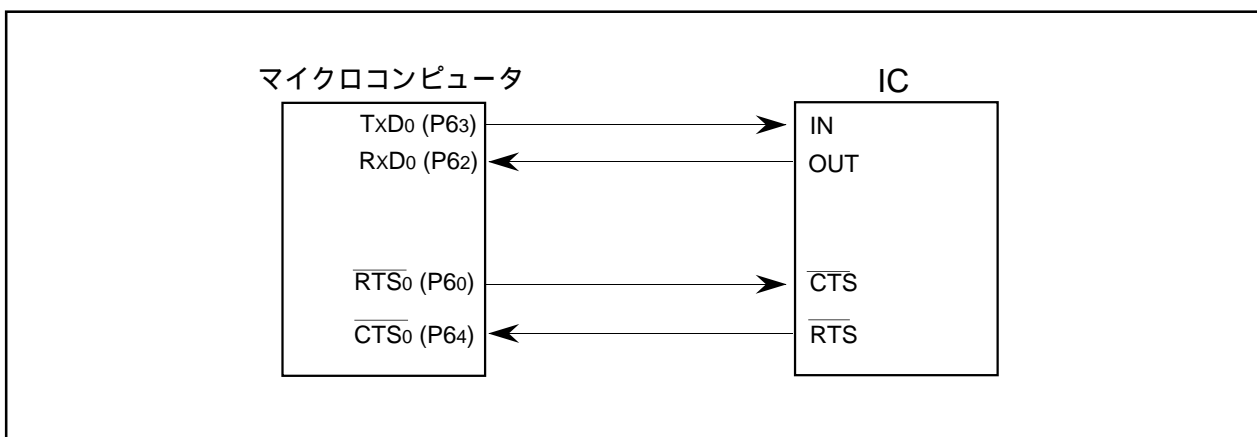 マイクロコンピュータ
TxD0 (P63)
RxD0 (P62)
RTS0 (P60)
CTS0 (P64)
IC
IN
OUT
CTS
RTS